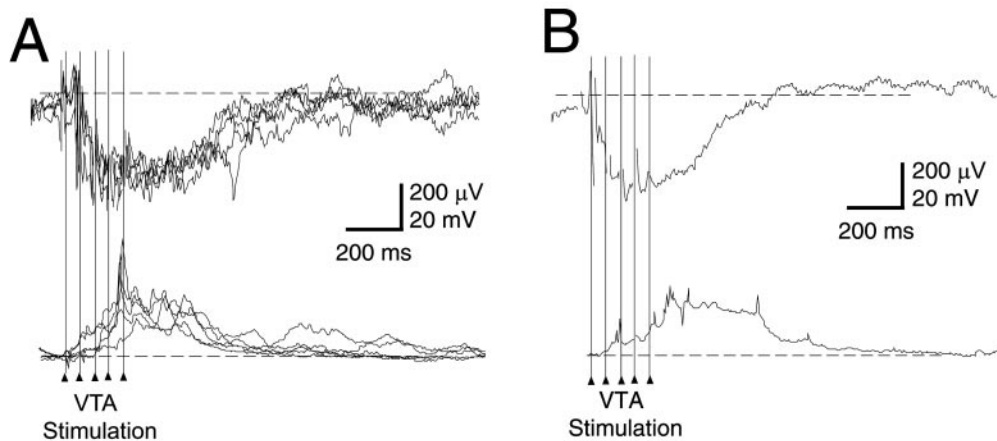 A
200 μV
20 mV
200 ms
VTA
Stimulation
B
200 μV
20 mV
200 ms
VTA
Stimulation